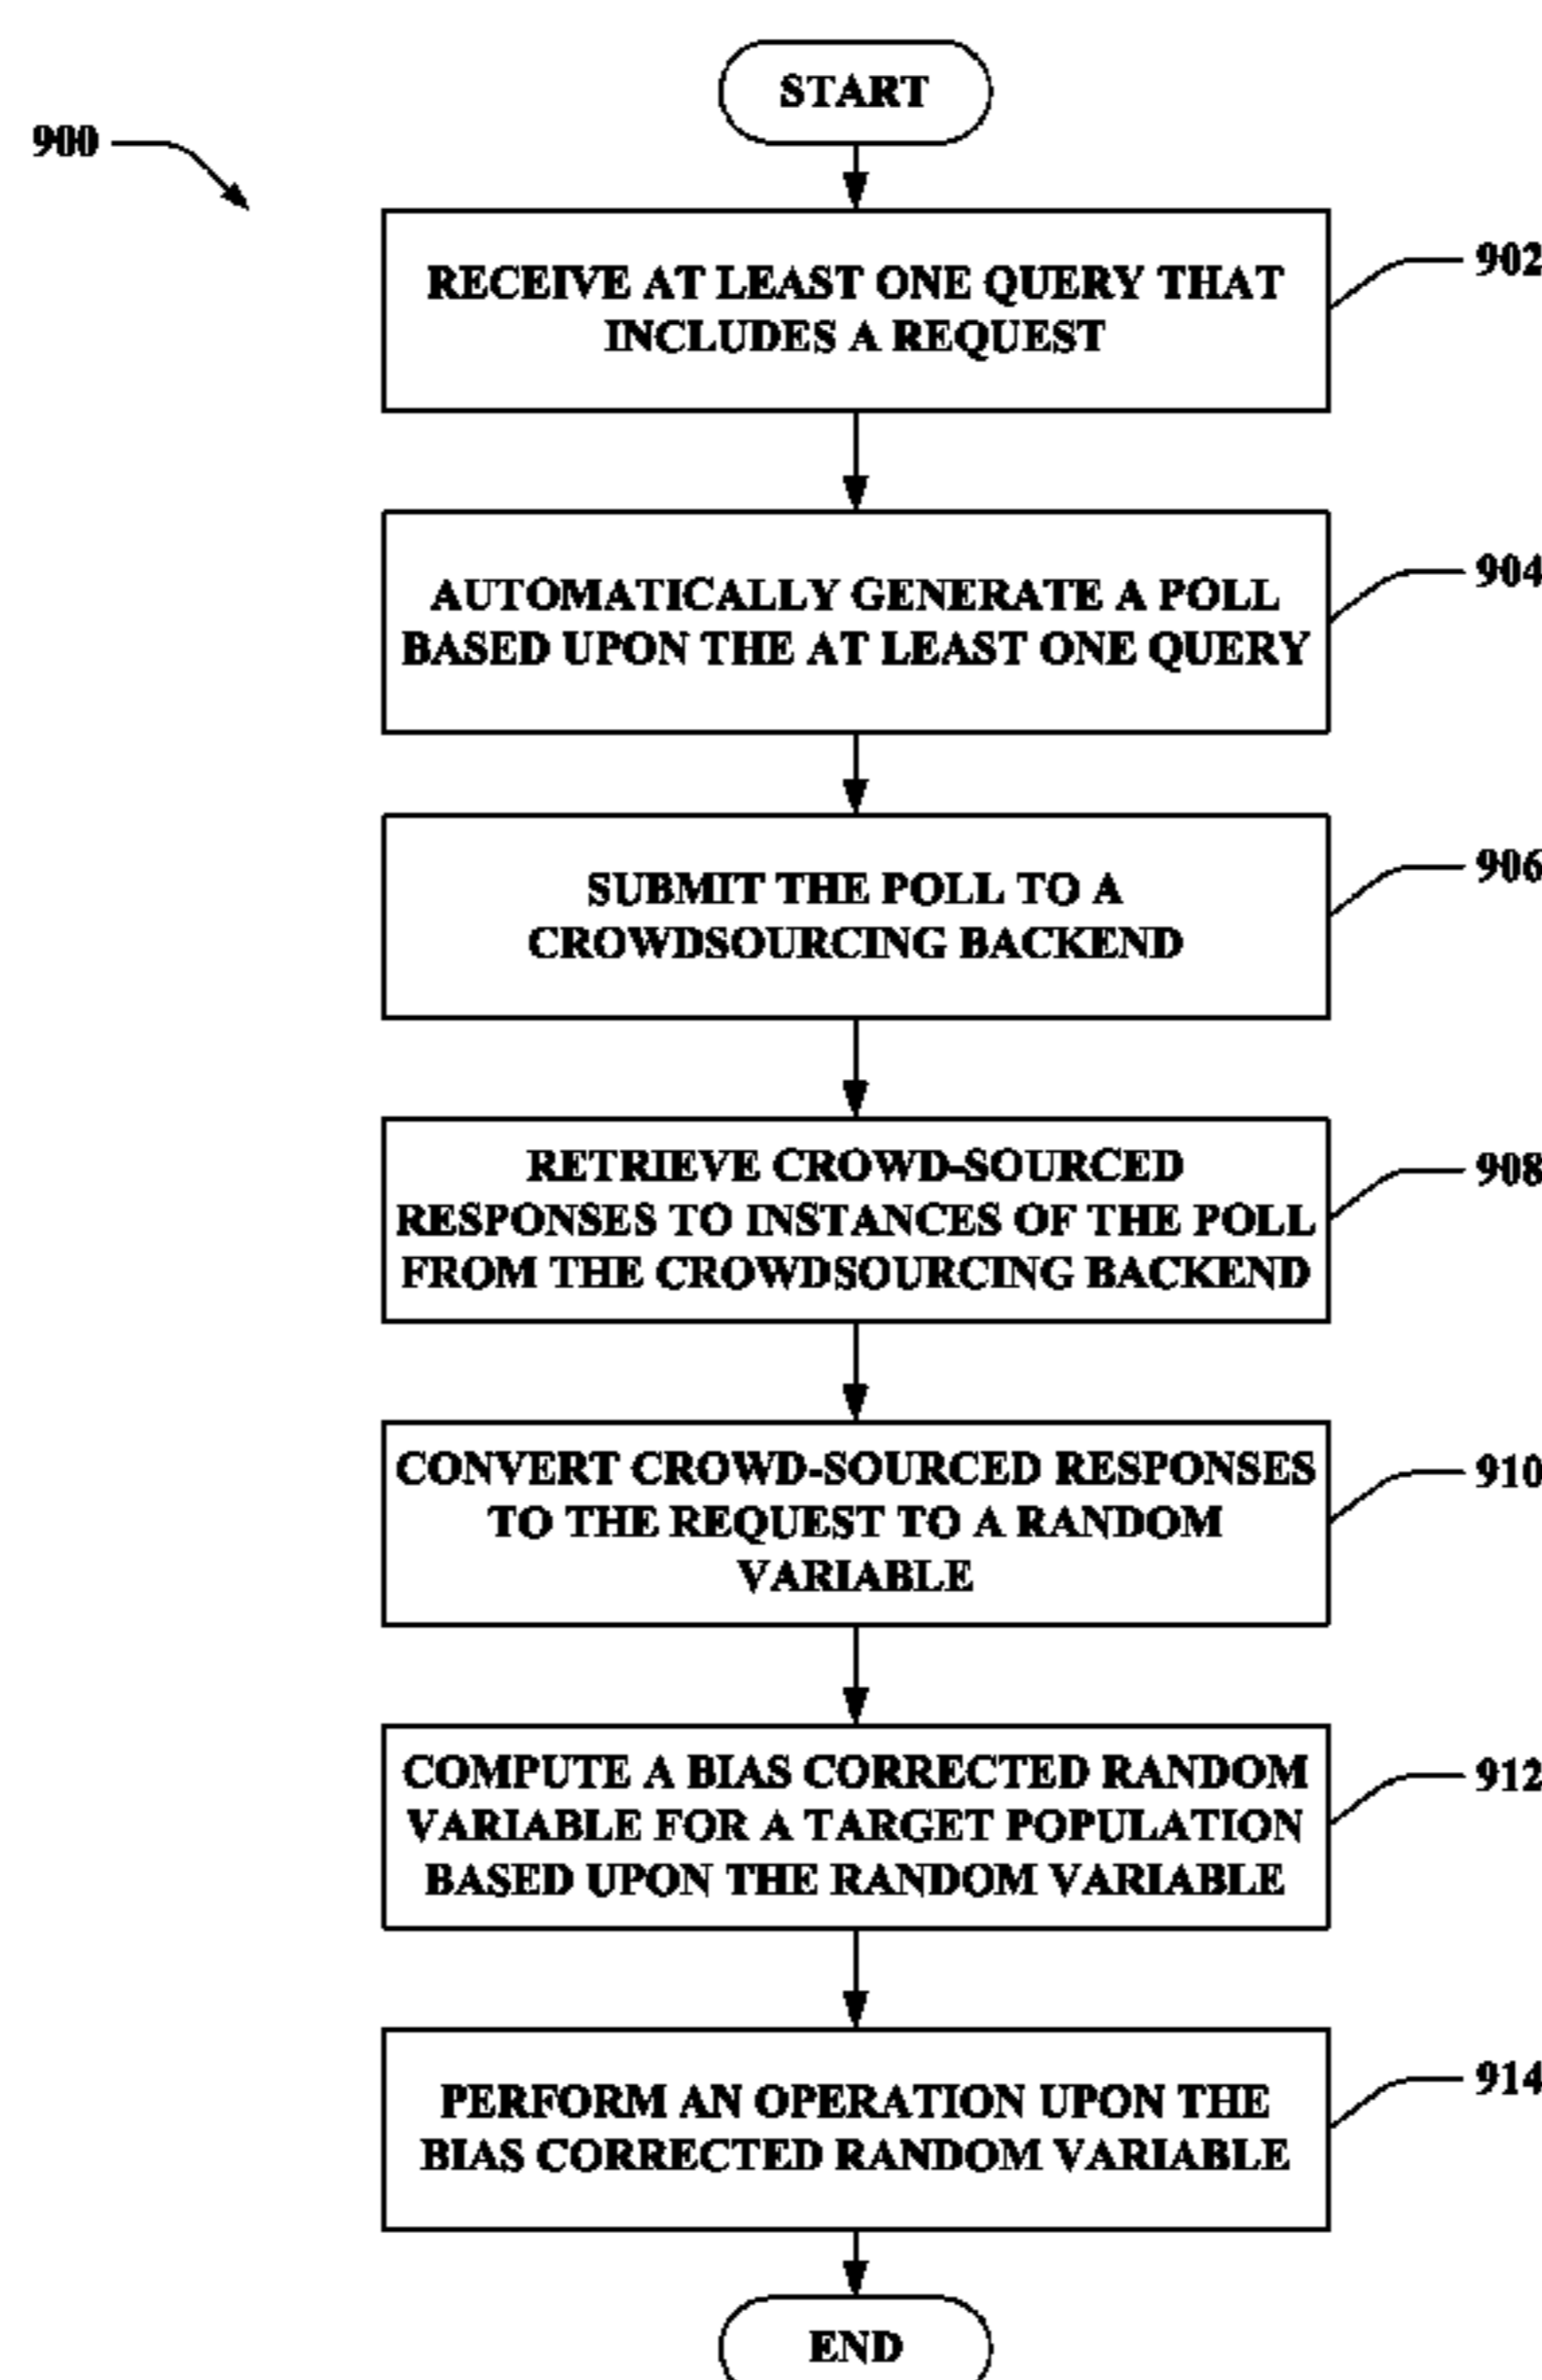 START
900
RECEIVE AT LEAST ONE QUERY THAT
INCLUDES A REQUEST
902
AUTOMATICALLY GENERATE A POLL
BASED UPON THE AT LEAST ONE QUERY
904
SUBMIT THE POLL TO A
CROWDSOURCING BACKEND
906
RETRIEVE CROWD-SOURCED
RESPONSES TO INSTANCES OF THE POLL
FROM THE CROWDSOURCING BACKEND
908
CONVERT CROWD-SOURCED RESPONSES
TO THE REQUEST TO A RANDOM
VARIABLE
910
COMPUTE A BIAS CORRECTED RANDOM
VARIABLE FOR A TARGET POPULATION
BASED UPON THE RANDOM VARIABLE
912
PERFORM AN OPERATION UPON THE
BIAS CORRECTED RANDOM VARIABLE
914
END